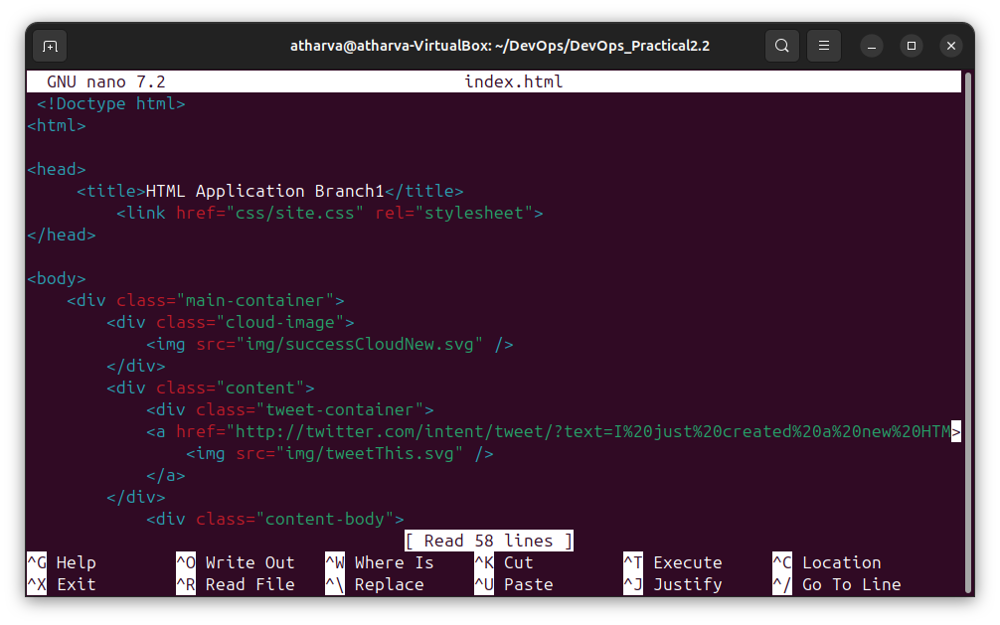 atharva@atharva-VirtualBox: ~/DevOps/DevOps_Practical2.2
GNU nano 7.2 index.html
<!Doctype html>
<html>
<head>
<title>HTML Application Branch1</title>
<link href="css/site.css" rel="stylesheet">
</head>
<body>
<div class="main-container">
<div class="cloud-image">
<img src="img/successCloudNew.svg" />
</div>
<div class="content">
<div class="tweet-container">
<a href="http://twitter.com/intent/tweet/?text=I%20just%20created%20a%20new%20HTM>
<img src="img/tweetThis.svg" />
</a>
</div>
<div class="content-body">
[ Read 58 lines ]
^G Help ^O Write Out ^W Where Is ^K Cut ^T Execute ^C Location
^X Exit ^R Read File ^\ Replace ^U Paste ^J Justify ^/ Go To Line